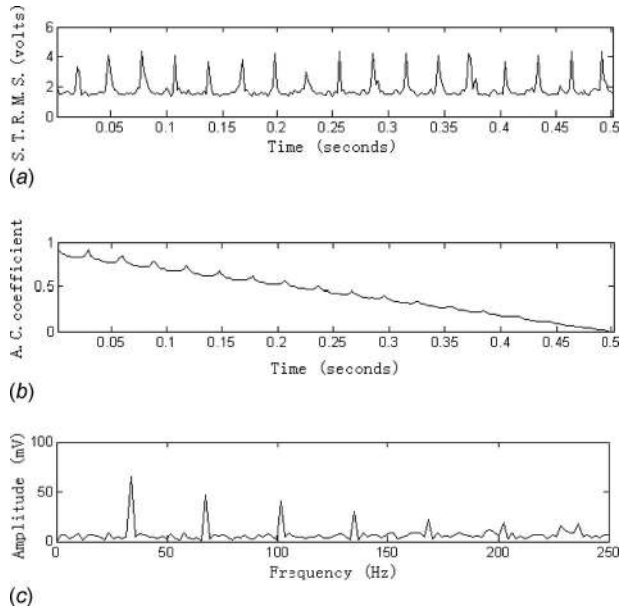 S.T.R.M.S.(volts)
6
4
2
0
0.05 0.1 0.15 0.2 0.25 0.3 0.35 0.4 0.45 0.5
Time (seconds)
(a)
A.C.coefficient
1
0.5
0
0.05 0.1 0.15 0.2 0.25 0.3 0.35 0.4 0.45 0.5
Time (seconds)
(b)
Amplitude (mV)
100
50
0
0 50 100 150 200 250
Frequency (Hz)
(c)